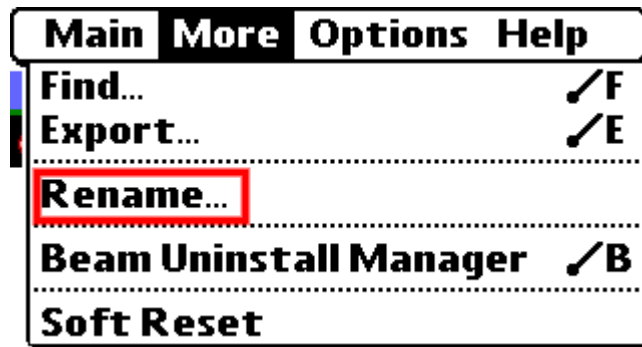 Main More Options Help
Find... F
Export... E
Rename...
Beam Uninstall Manager B
Soft Reset